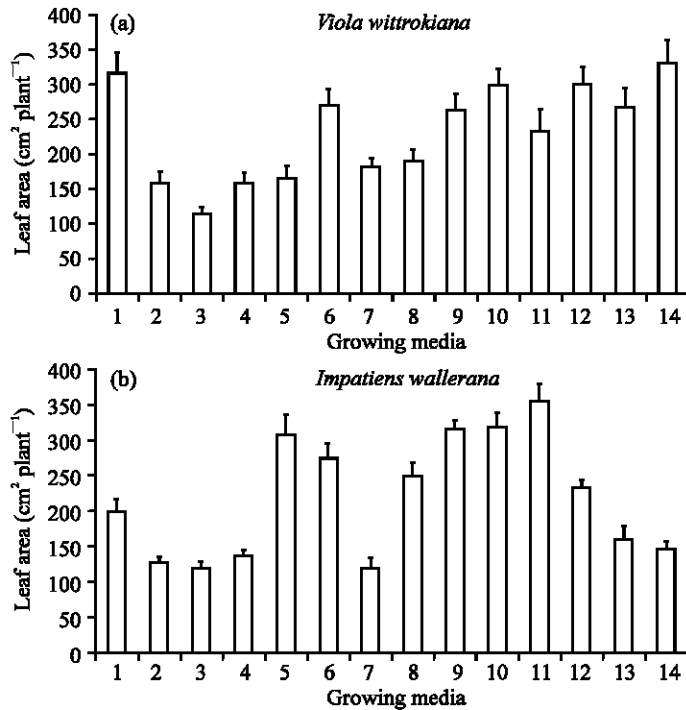 (a)
Viola wittrokiana
Leaf area (cm² plant⁻¹)
400
350
300
250
200
150
100
50
0
1 2 3 4 5 6 7 8 9 10 11 12 13 14
Growing media
(b)
Impatiens wallerana
Leaf area (cm² plant⁻¹)
400
350
300
250
200
150
100
50
0
1 2 3 4 5 6 7 8 9 10 11 12 13 14
Growing media